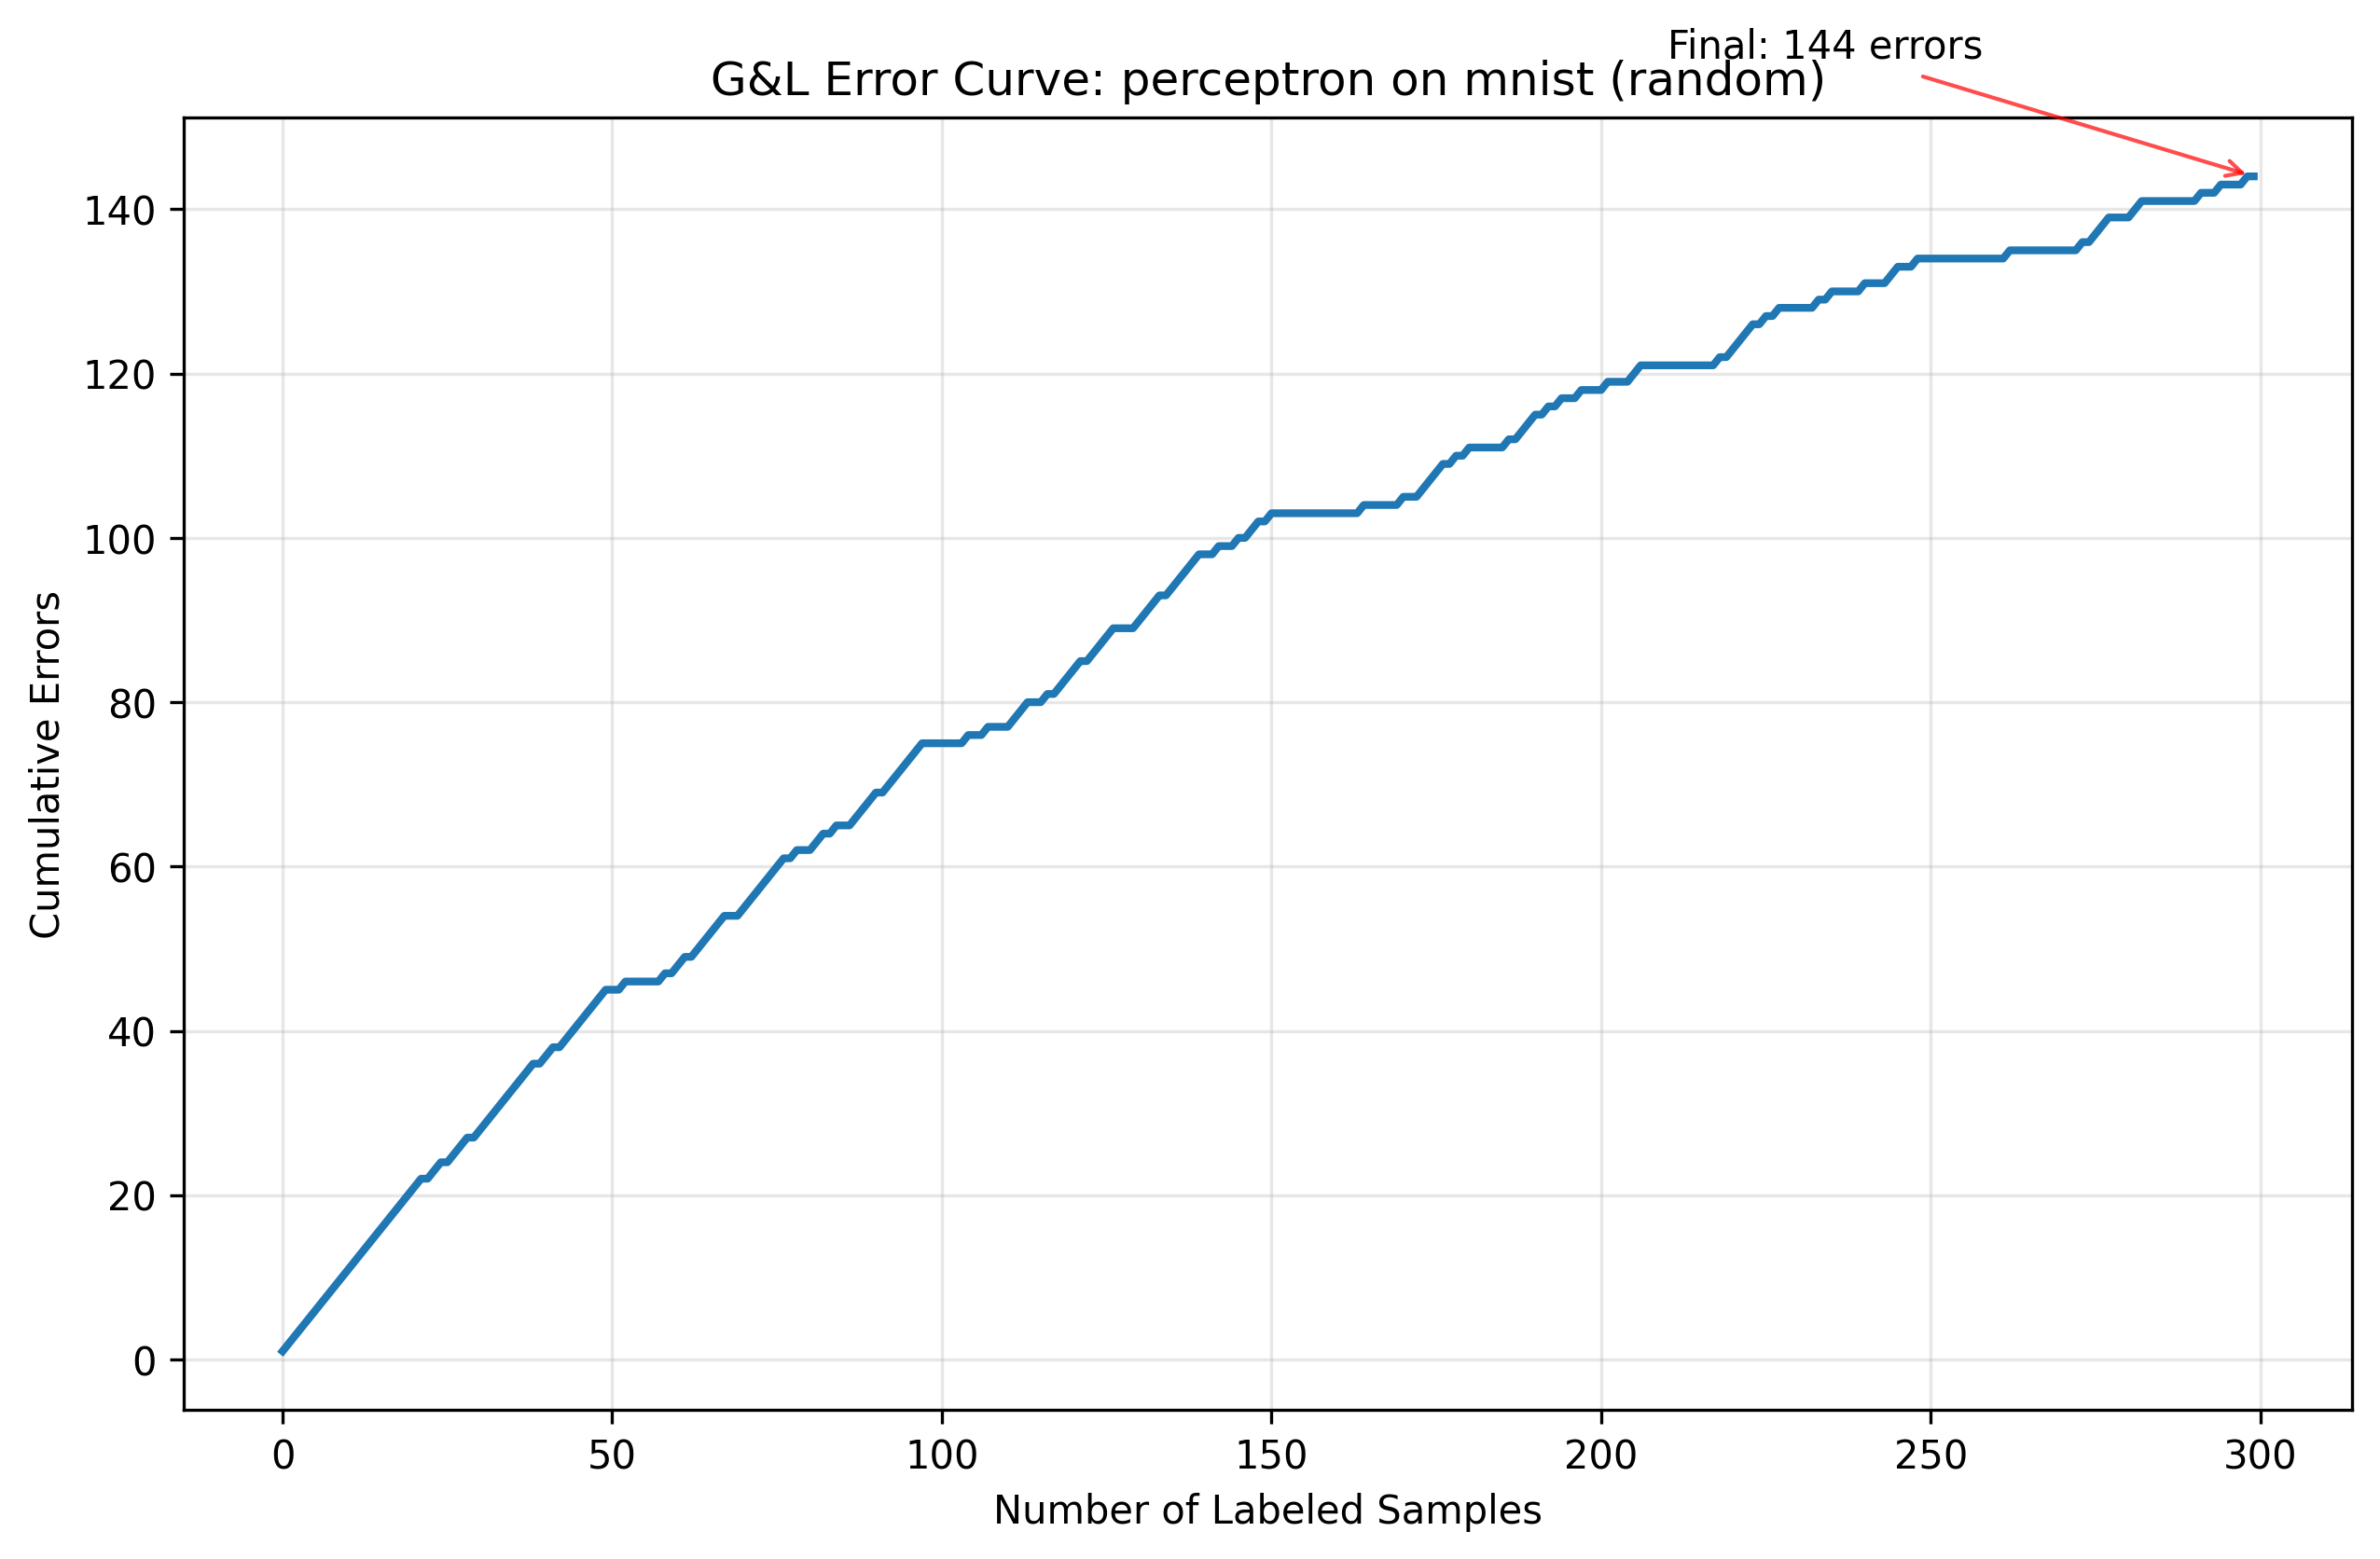 Final: 144 errors
G&L Error Curve: perceptron on mnist (random)
Cumulative Errors
140
120
100
80
60
40
20
0
0 50 100 150 200 250 300
Number of Labeled Samples